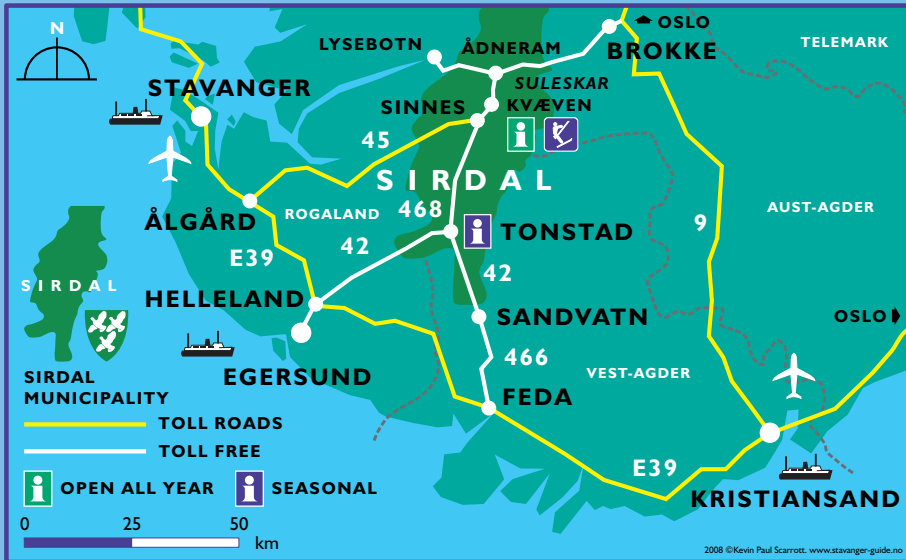 N
OSLO
LYSEBOTN
ÅDNERAM
BROKKE
TELEMARK
STAVANGER
SULESKAR
SINNES
KVÆVEN
45
SIRDAL
ROGALAND
468
ÅLGÅRD
TONSTAD
9
AUST-AGDER
E39
42
42
SIRDAL
HELLELAND
SANDVATN
OSLO
466
EGERSUND
VEST-AGDER
SIRDAL
MUNICIPALITY
FEDA
TOLL ROADS
TOLL FREE
E39
OPEN ALL YEAR
SEASONAL
KRISTIANSAND
0 25 50
km
2008 ©Kevin Paul Scarrott. www.stavanger-guide.no